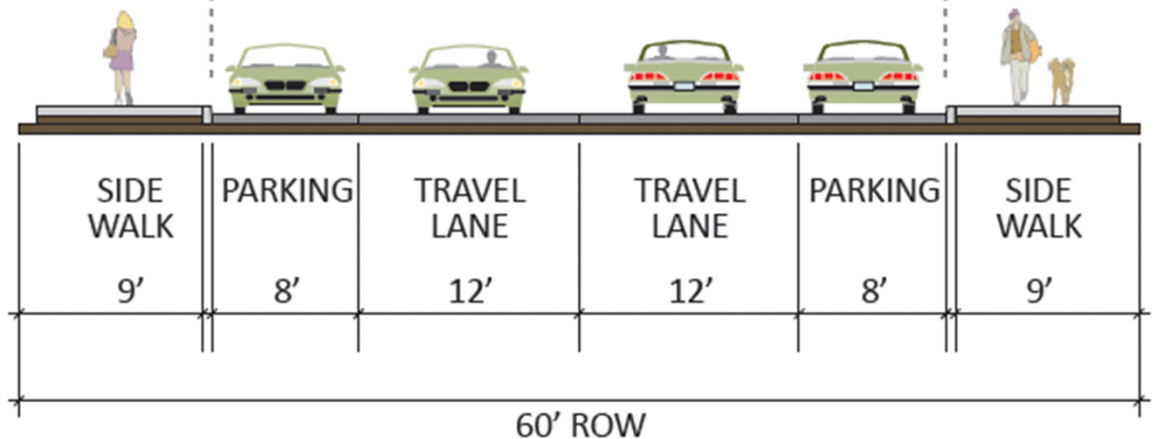 SIDE
WALK
9’
PARKING
8’
TRAVEL
LANE
12’
TRAVEL
LANE
12’
PARKING
8’
SIDE
WALK
9’
60’ ROW